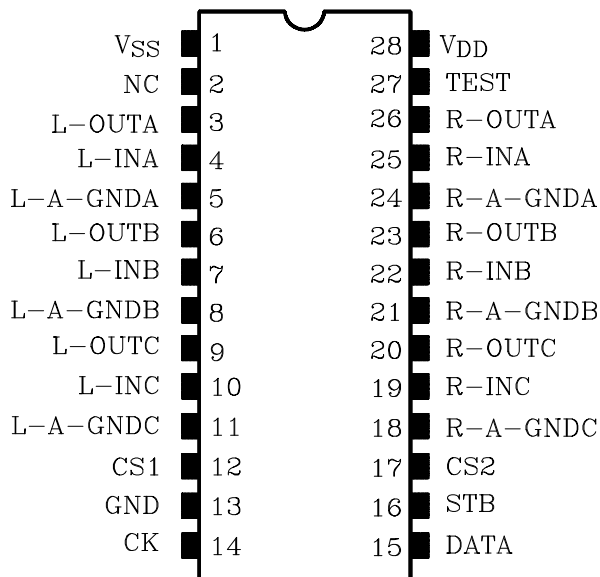 VSS 1 28 VDD
NC 2 27 TEST
L-OUTA 3 26 R-OUTA
L-INA 4 25 R-INA
L-A-GNDA 5 24 R-A-GNDA
L-OUTB 6 23 R-OUTB
L-INB 7 22 R-INB
L-A-GNDB 8 21 R-A-GNDB
L-OUTC 9 20 R-OUTC
L-INC 10 19 R-INC
L-A-GNDC 11 18 R-A-GNDC
CS1 12 17 CS2
GND 13 16 STB
CK 14 15 DATA